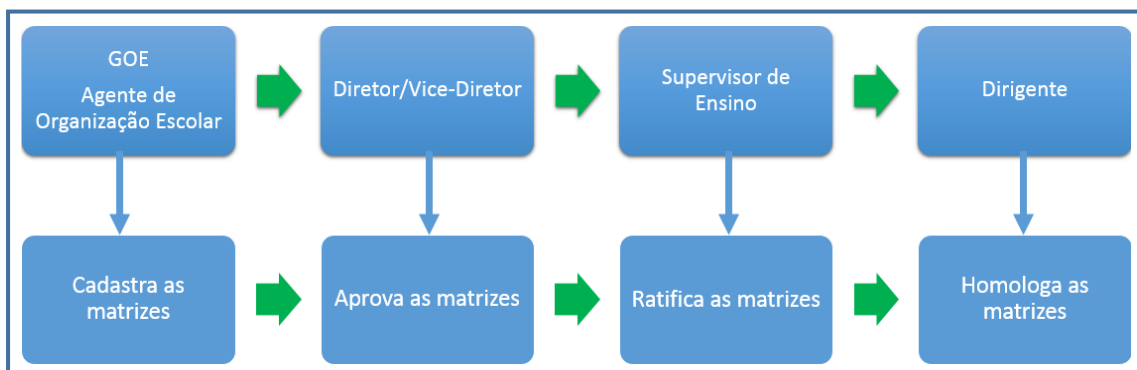 GOE
Agente de
Organização Escolar
Diretor/Vice-Diretor
Supervisor de
Ensino
Dirigente
Cadastra as
matrizes
Aprova as matrizes
Ratifica as matrizes
Homologa as
matrizes